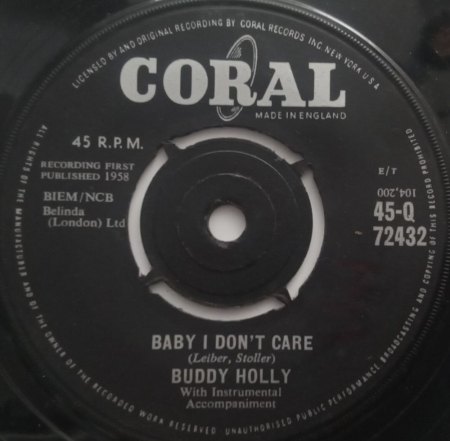 LICENSED BY AND ORIGINAL RECORDING BY CORAL RECORDS INC. NEW YORK U S A
CORAL
MADE IN ENGLAND
45 R.P.M.
RECORDING FIRST
PUBLISHED 1958
BIEM/NCB
Belinda
(London) Ltd
E/T
104,200
45-Q
72432
BABY I DON'T CARE
(Leiber, Stoller)
BUDDY HOLLY
With Instrumental
Accompaniment
ALL RIGHTS OF THE MANUFACTURER AND OF THE OWNER OF THE RECORDED WORK RESERVED UNAUTHORISED PUBLIC PERFORMANCE BROADCASTING AND COPYING OF THIS RECORD PROHIBITED